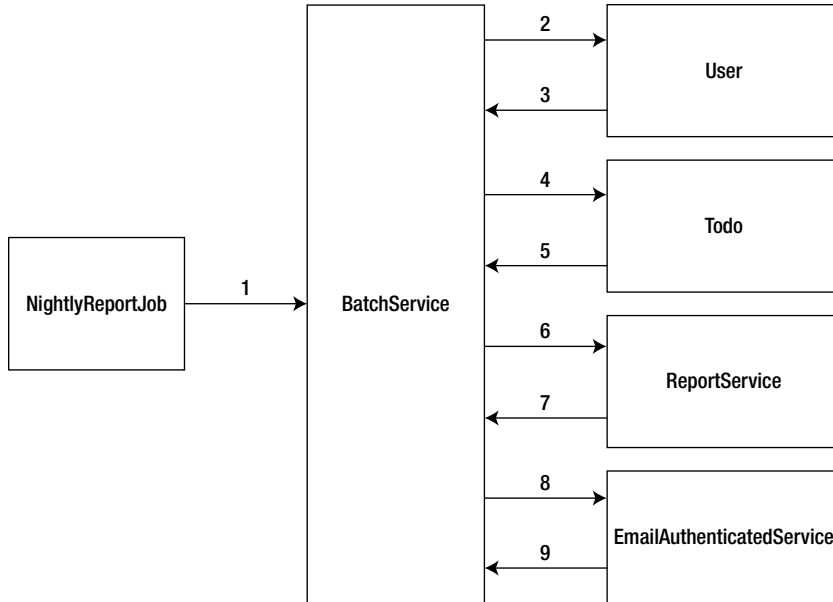 2
User
3
4
Todo
5
NightlyReportJob
1
BatchService
6
ReportService
7
8
EmailAuthenticatedService
9